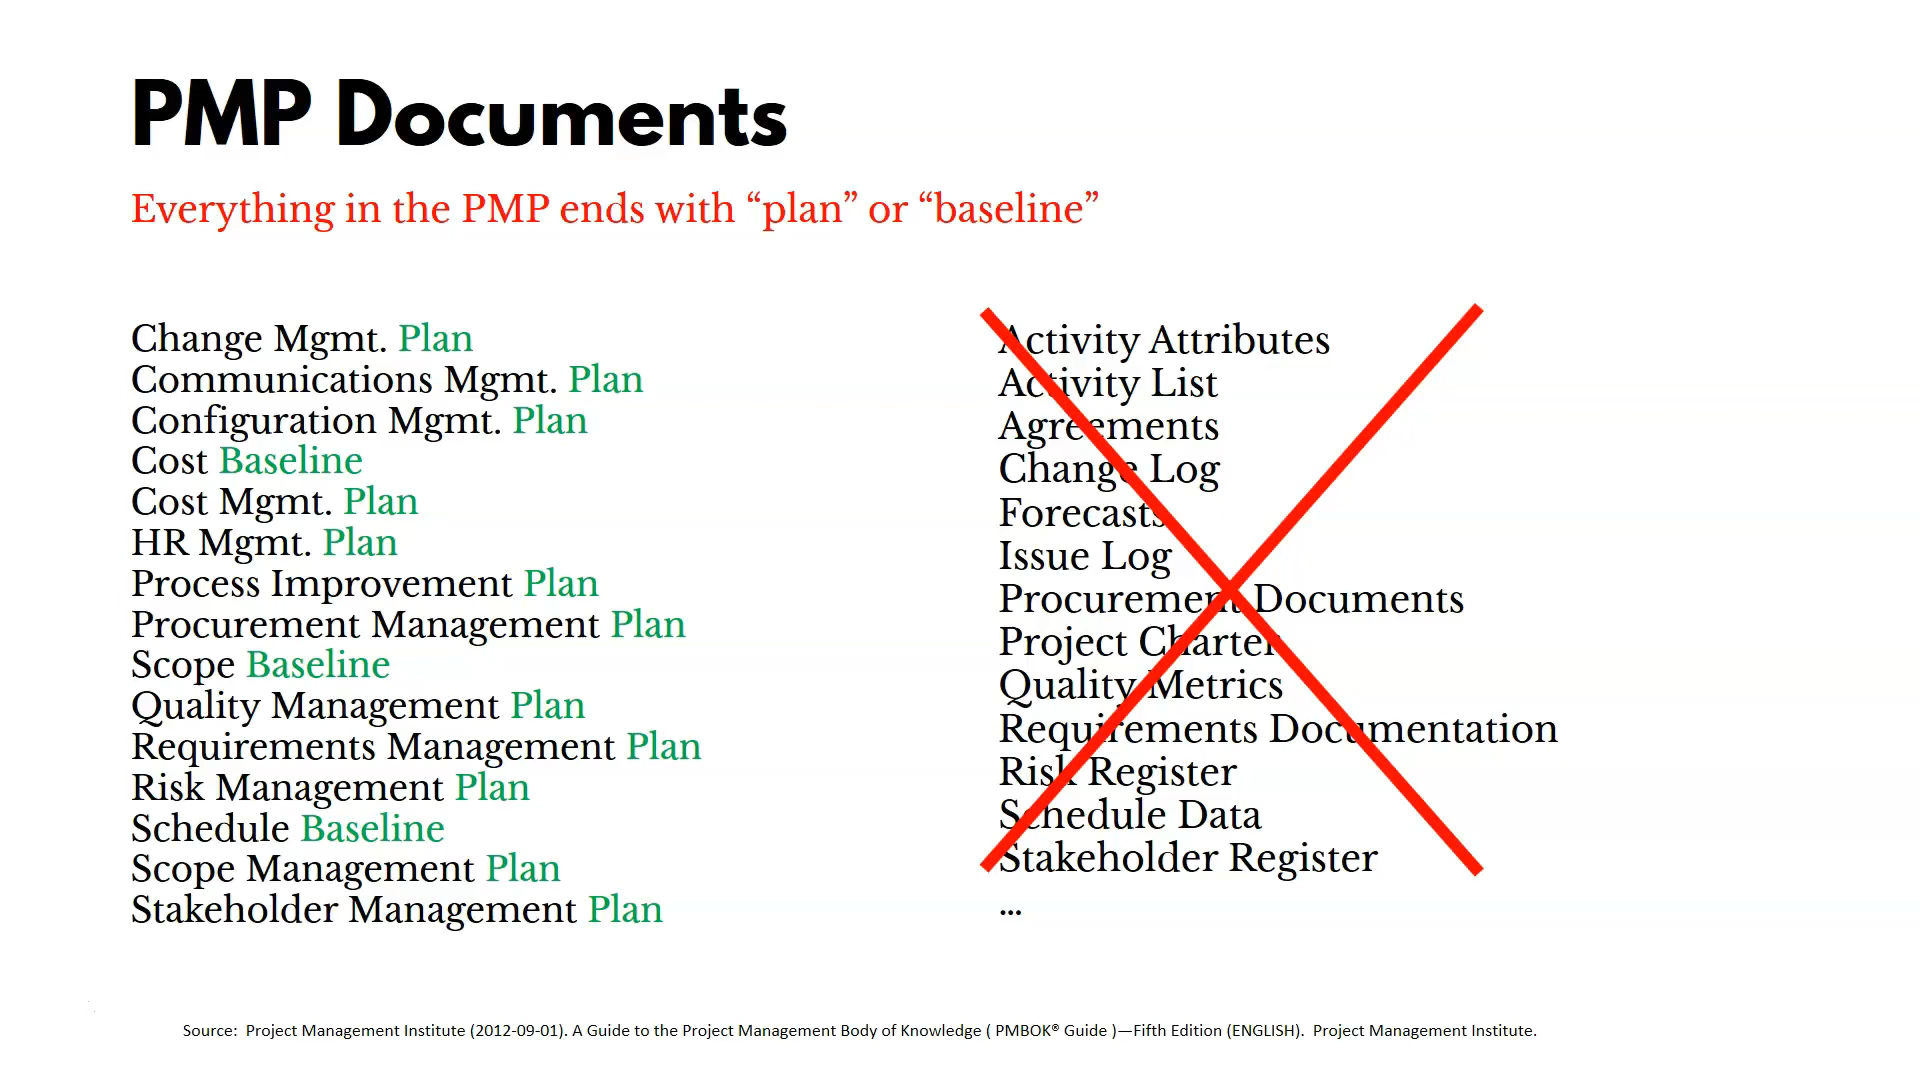 PMP Documents
Everything in the PMP ends with “plan” or “baseline”
Change Mgmt. Plan
Communications Mgmt. Plan
Configuration Mgmt. Plan
Cost Baseline
Cost Mgmt. Plan
HR Mgmt. Plan
Process Improvement Plan
Procurement Management Plan
Scope Baseline
Quality Management Plan
Requirements Management Plan
Risk Management Plan
Schedule Baseline
Scope Management Plan
Stakeholder Management Plan
Activity Attributes
Activity List
Agreements
Change Log
Forecasts
Issue Log
Procurement Documents
Project Charter
Quality Metrics
Requirements Documentation
Risk Register
Schedule Data
Stakeholder Register
...
Source:  Project Management Institute (2012-09-01). A Guide to the Project Management Body of Knowledge ( PMBOK® Guide )—Fifth Edition (ENGLISH).  Project Management Institute.